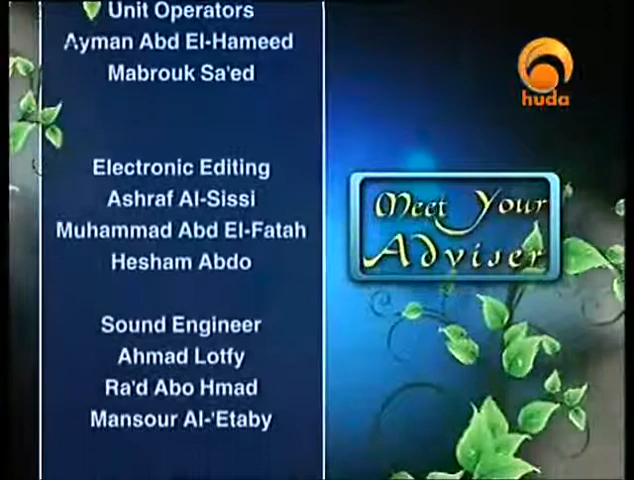 Unit Operators
Ayman Abd El-Hameed
Mabrouk Sa'ed
Electronic Editing
Ashraf Al-Sissi
Muhammad Abd El-Fatah
Hesham Abdo
Sound Engineer
Ahmad Lotfy
Ra'd Abo Hmad
Mansour Al-'Etaby
huda
Meet Your
Adviser